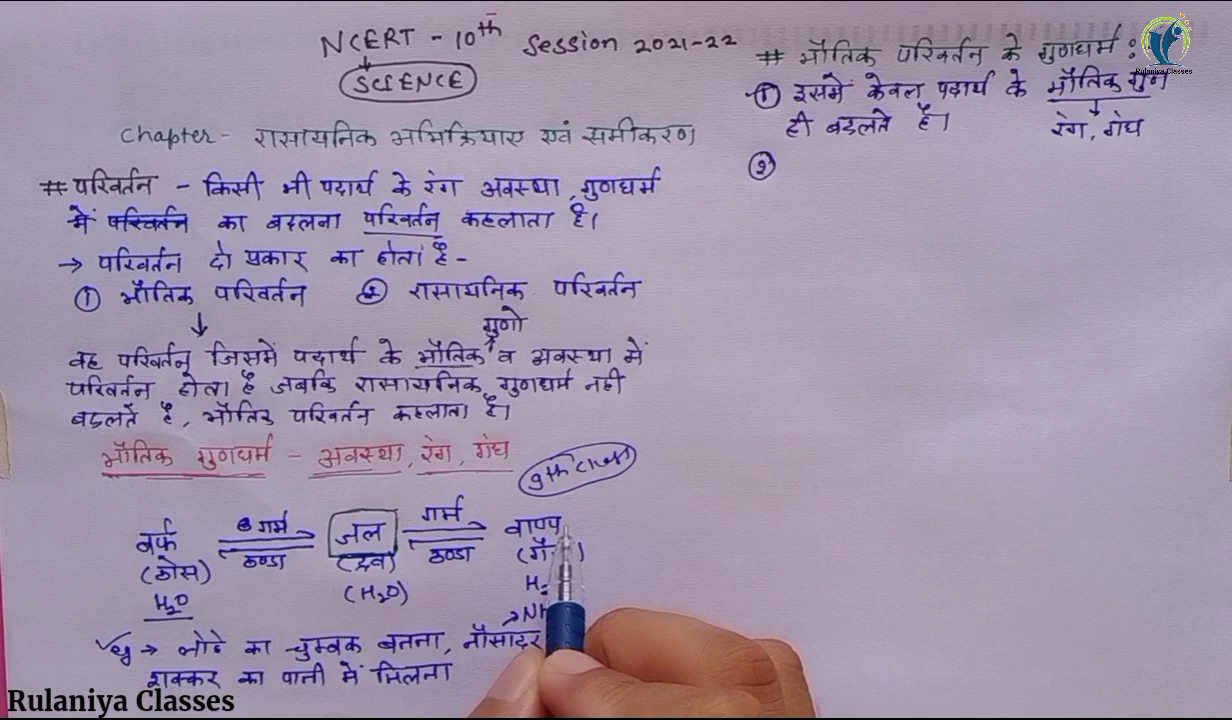 NCERT - 10th Session 2021-22
SCIENCE
Chapter - रासायनिक अभिक्रियाए एवं समीकरण
# परिवर्तन - किसी भी पदार्थ के रंग अवस्था, गुणधर्म
में परिवर्तन का बदलना परिवर्तन कहलाता है।
→ परिवर्तन दो प्रकार का होता है -
① भौतिक परिवर्तन ② रासायनिक परिवर्तन
गुणो
वह परिवर्तन जिसमें पदार्थ के भौतिक व अवस्था में
परिवर्तन होता है जबकि रासायनिक गुणधर्म नही
बदलते है, भौतिक परिवर्तन कहलाता है।
भौतिक गुणधर्म - अवस्था, रंग, गंध
9th class
बर्फ गर्म जल गर्म वाष्प
ठण्डा ठण्डा
(ठोस) (द्रव)
H2O (H2O)
→ लोहे का चुम्बक बनना, नौसादर
शक्कर का पानी में मिलना
# भौतिक परिवर्तन के गुणधर्म :
① इसमें केवल पदार्थ के भौतिक गुण
ही बदलते है। रंग, गंध
②
Rulaniya Classes
Rulaniya Classes